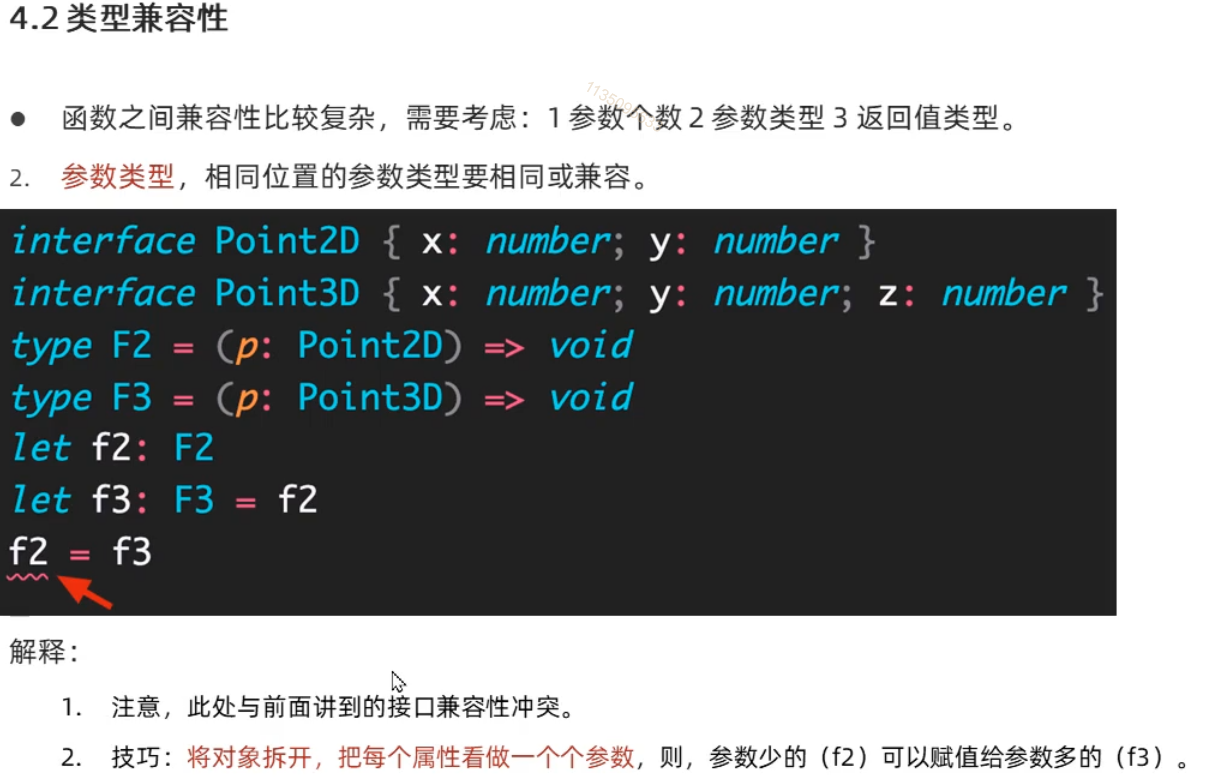 4.2 类型兼容性
● 函数之间兼容性比较复杂，需要考虑：1 参数个数 2 参数类型 3 返回值类型。
2. 参数类型，相同位置的参数类型要相同或兼容。
interface Point2D { x: number; y: number }
interface Point3D { x: number; y: number; z: number }
type F2 = (p: Point2D) => void
type F3 = (p: Point3D) => void
let f2: F2
let f3: F3 = f2
f2 = f3
解释：
1. 注意，此处与前面讲到的接口兼容性冲突。
2. 技巧：将对象拆开，把每个属性看做一个个参数，则，参数少的（f2）可以赋值给参数多的（f3）。